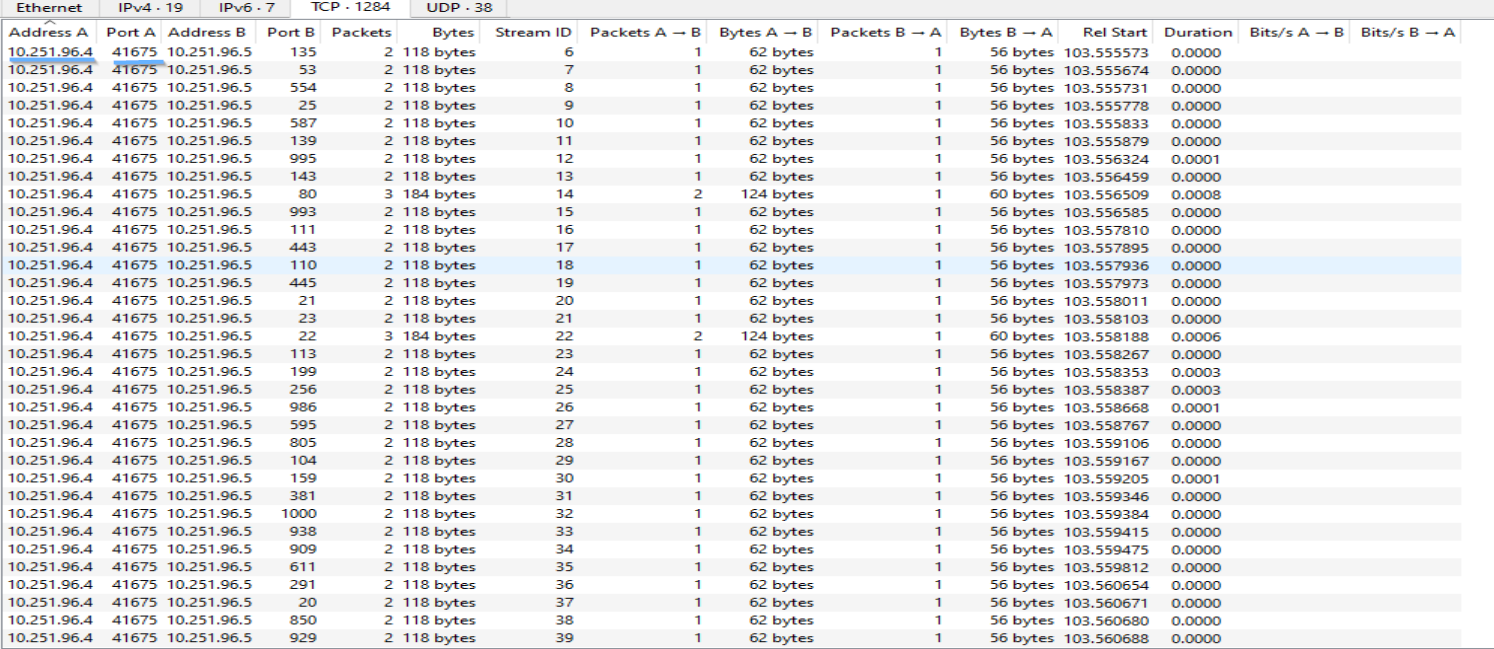 Ethernet IPv4 · 19 IPv6 · 7 TCP · 1284 UDP · 38
Address A Port A Address B Port B Packets Bytes Stream ID Packets A → B Bytes A → B Packets B → A Bytes B → A Rel Start Duration Bits/s A → B Bits/s B → A
10.251.96.4 41675 10.251.96.5 135 2 118 bytes 6 1 62 bytes 1 56 bytes 103.555573 0.0000
10.251.96.4 41675 10.251.96.5 53 2 118 bytes 7 1 62 bytes 1 56 bytes 103.555674 0.0000
10.251.96.4 41675 10.251.96.5 554 2 118 bytes 8 1 62 bytes 1 56 bytes 103.555731 0.0000
10.251.96.4 41675 10.251.96.5 25 2 118 bytes 9 1 62 bytes 1 56 bytes 103.555778 0.0000
10.251.96.4 41675 10.251.96.5 587 2 118 bytes 10 1 62 bytes 1 56 bytes 103.555833 0.0000
10.251.96.4 41675 10.251.96.5 139 2 118 bytes 11 1 62 bytes 1 56 bytes 103.555879 0.0000
10.251.96.4 41675 10.251.96.5 995 2 118 bytes 12 1 62 bytes 1 56 bytes 103.556324 0.0001
10.251.96.4 41675 10.251.96.5 143 2 118 bytes 13 1 62 bytes 1 56 bytes 103.556459 0.0000
10.251.96.4 41675 10.251.96.5 80 3 184 bytes 14 2 124 bytes 1 60 bytes 103.556509 0.0008
10.251.96.4 41675 10.251.96.5 993 2 118 bytes 15 1 62 bytes 1 56 bytes 103.556585 0.0000
10.251.96.4 41675 10.251.96.5 111 2 118 bytes 16 1 62 bytes 1 56 bytes 103.557810 0.0000
10.251.96.4 41675 10.251.96.5 443 2 118 bytes 17 1 62 bytes 1 56 bytes 103.557895 0.0000
10.251.96.4 41675 10.251.96.5 110 2 118 bytes 18 1 62 bytes 1 56 bytes 103.557936 0.0000
10.251.96.4 41675 10.251.96.5 445 2 118 bytes 19 1 62 bytes 1 56 bytes 103.557973 0.0000
10.251.96.4 41675 10.251.96.5 21 2 118 bytes 20 1 62 bytes 1 56 bytes 103.558011 0.0000
10.251.96.4 41675 10.251.96.5 23 2 118 bytes 21 1 62 bytes 1 56 bytes 103.558103 0.0000
10.251.96.4 41675 10.251.96.5 22 3 184 bytes 22 2 124 bytes 1 60 bytes 103.558188 0.0006
10.251.96.4 41675 10.251.96.5 113 2 118 bytes 23 1 62 bytes 1 56 bytes 103.558267 0.0000
10.251.96.4 41675 10.251.96.5 199 2 118 bytes 24 1 62 bytes 1 56 bytes 103.558353 0.0003
10.251.96.4 41675 10.251.96.5 256 2 118 bytes 25 1 62 bytes 1 56 bytes 103.558387 0.0003
10.251.96.4 41675 10.251.96.5 986 2 118 bytes 26 1 62 bytes 1 56 bytes 103.558668 0.0001
10.251.96.4 41675 10.251.96.5 595 2 118 bytes 27 1 62 bytes 1 56 bytes 103.558767 0.0000
10.251.96.4 41675 10.251.96.5 805 2 118 bytes 28 1 62 bytes 1 56 bytes 103.559106 0.0000
10.251.96.4 41675 10.251.96.5 104 2 118 bytes 29 1 62 bytes 1 56 bytes 103.559167 0.0000
10.251.96.4 41675 10.251.96.5 159 2 118 bytes 30 1 62 bytes 1 56 bytes 103.559205 0.0001
10.251.96.4 41675 10.251.96.5 381 2 118 bytes 31 1 62 bytes 1 56 bytes 103.559346 0.0000
10.251.96.4 41675 10.251.96.5 1000 2 118 bytes 32 1 62 bytes 1 56 bytes 103.559384 0.0000
10.251.96.4 41675 10.251.96.5 938 2 118 bytes 33 1 62 bytes 1 56 bytes 103.559415 0.0000
10.251.96.4 41675 10.251.96.5 909 2 118 bytes 34 1 62 bytes 1 56 bytes 103.559475 0.0000
10.251.96.4 41675 10.251.96.5 611 2 118 bytes 35 1 62 bytes 1 56 bytes 103.559812 0.0000
10.251.96.4 41675 10.251.96.5 291 2 118 bytes 36 1 62 bytes 1 56 bytes 103.560654 0.0000
10.251.96.4 41675 10.251.96.5 20 2 118 bytes 37 1 62 bytes 1 56 bytes 103.560671 0.0000
10.251.96.4 41675 10.251.96.5 850 2 118 bytes 38 1 62 bytes 1 56 bytes 103.560680 0.0000
10.251.96.4 41675 10.251.96.5 929 2 118 bytes 39 1 62 bytes 1 56 bytes 103.560688 0.0000